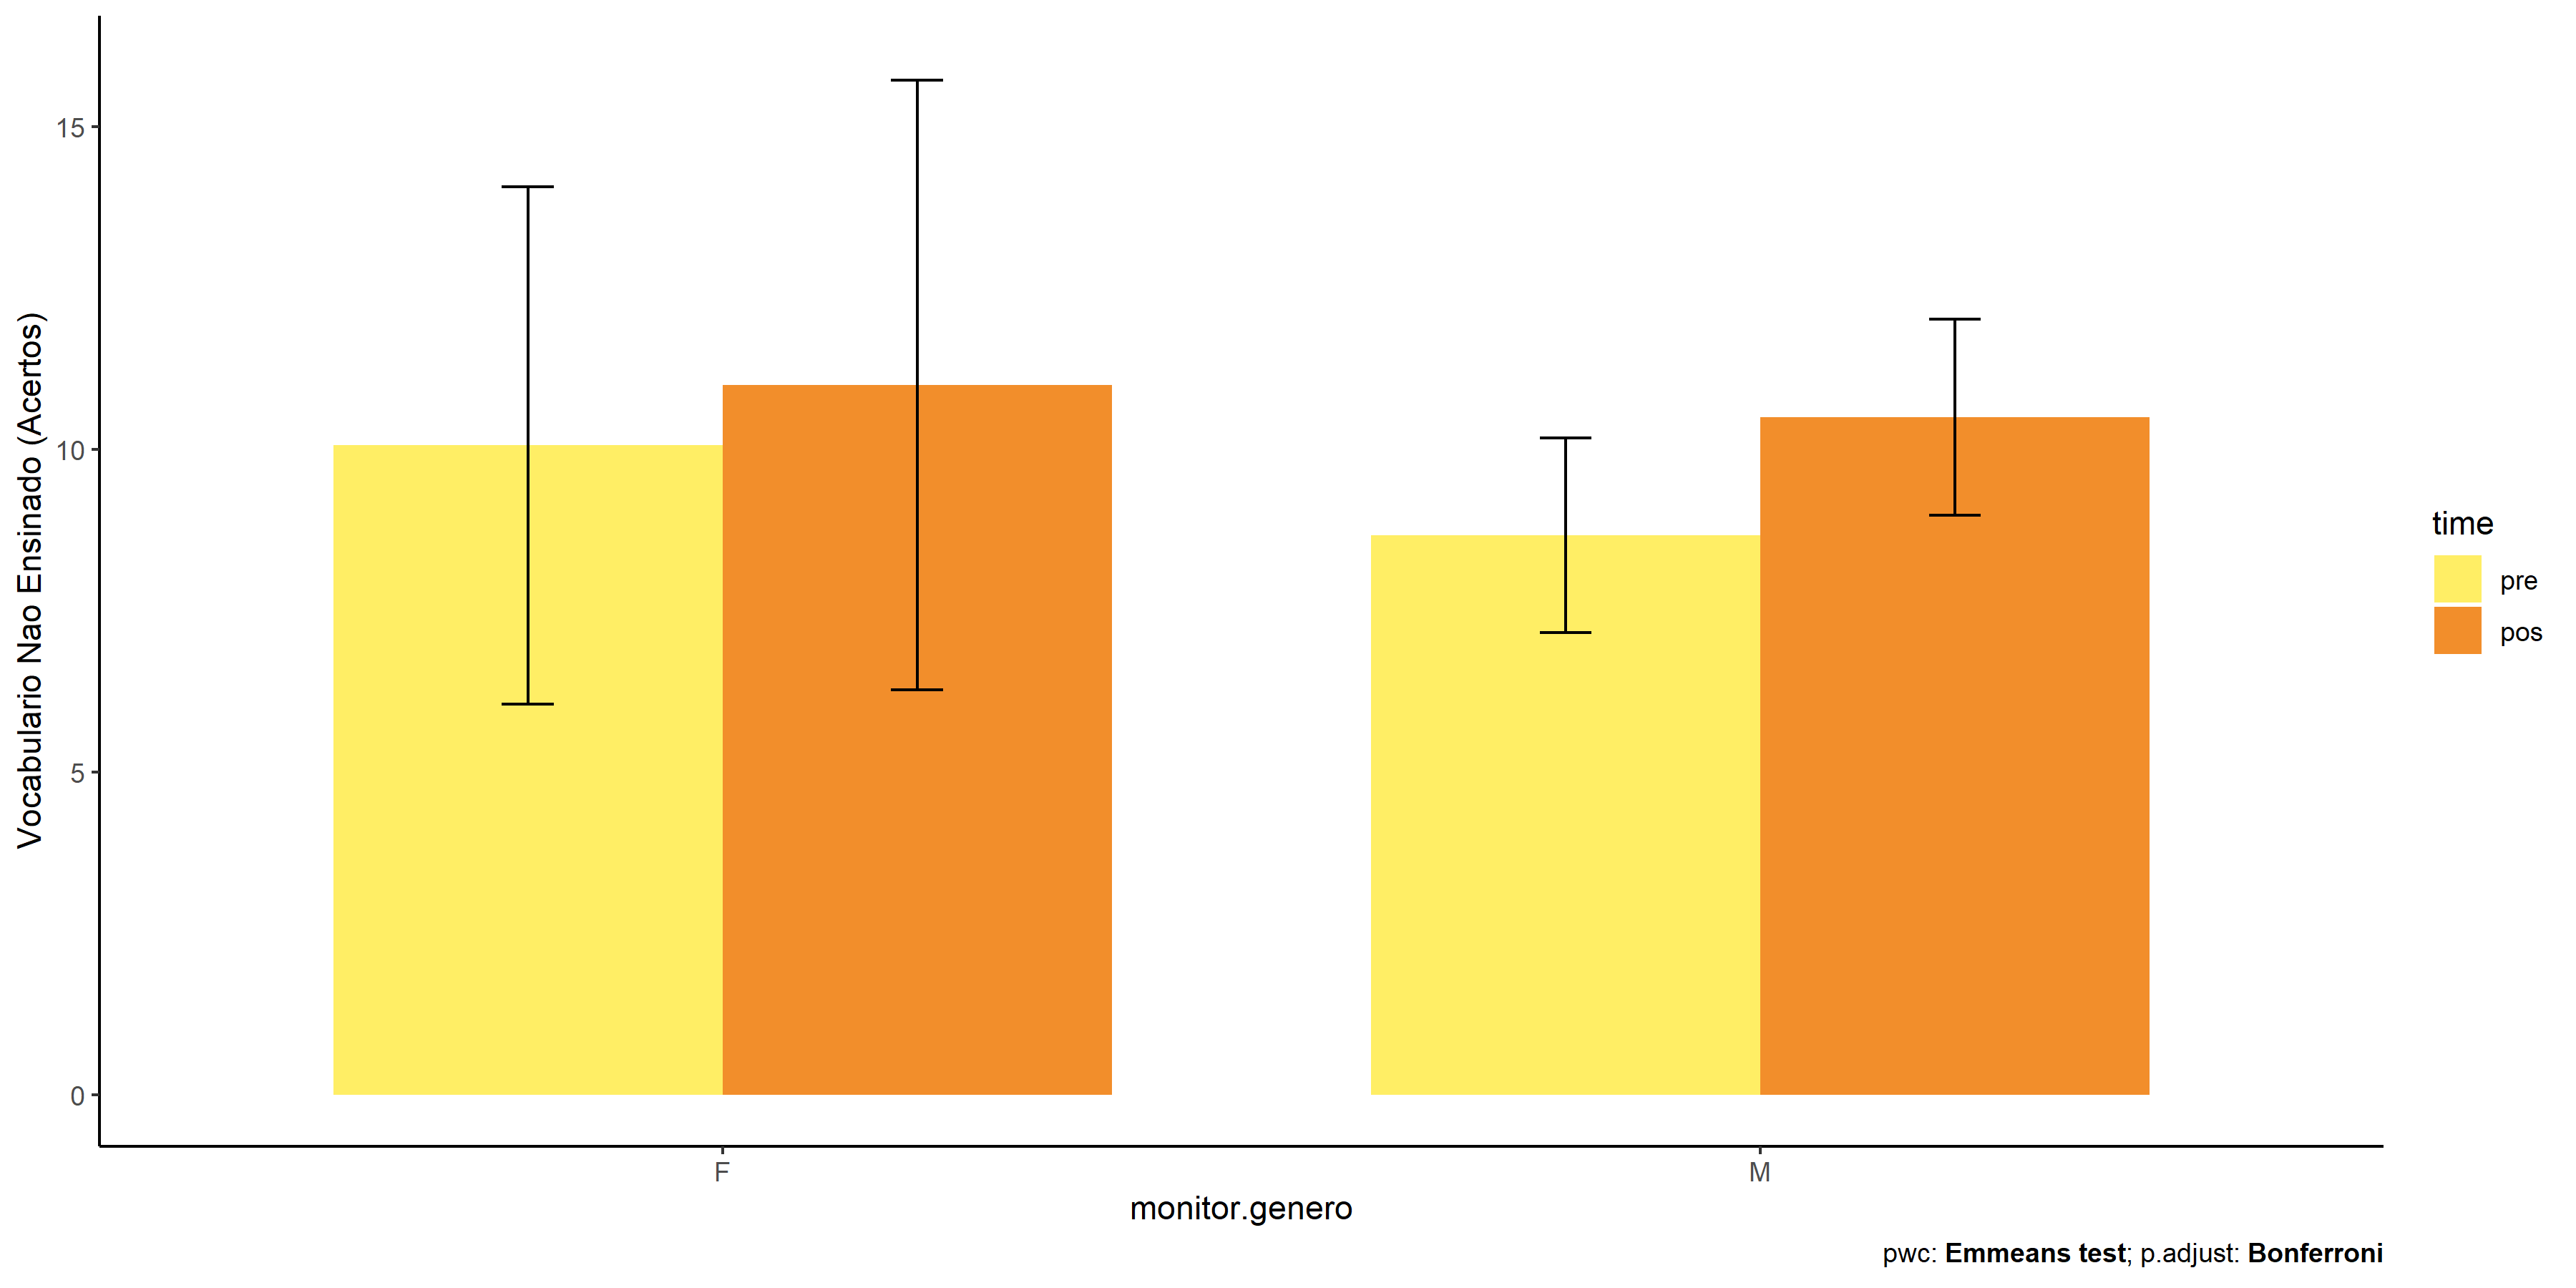 Vocabulario Nao Ensinado (Acertos)
15
10
5
0
F
M
monitor.genero
time
pre
pos
pwc: Emmeans test; p.adjust: Bonferroni